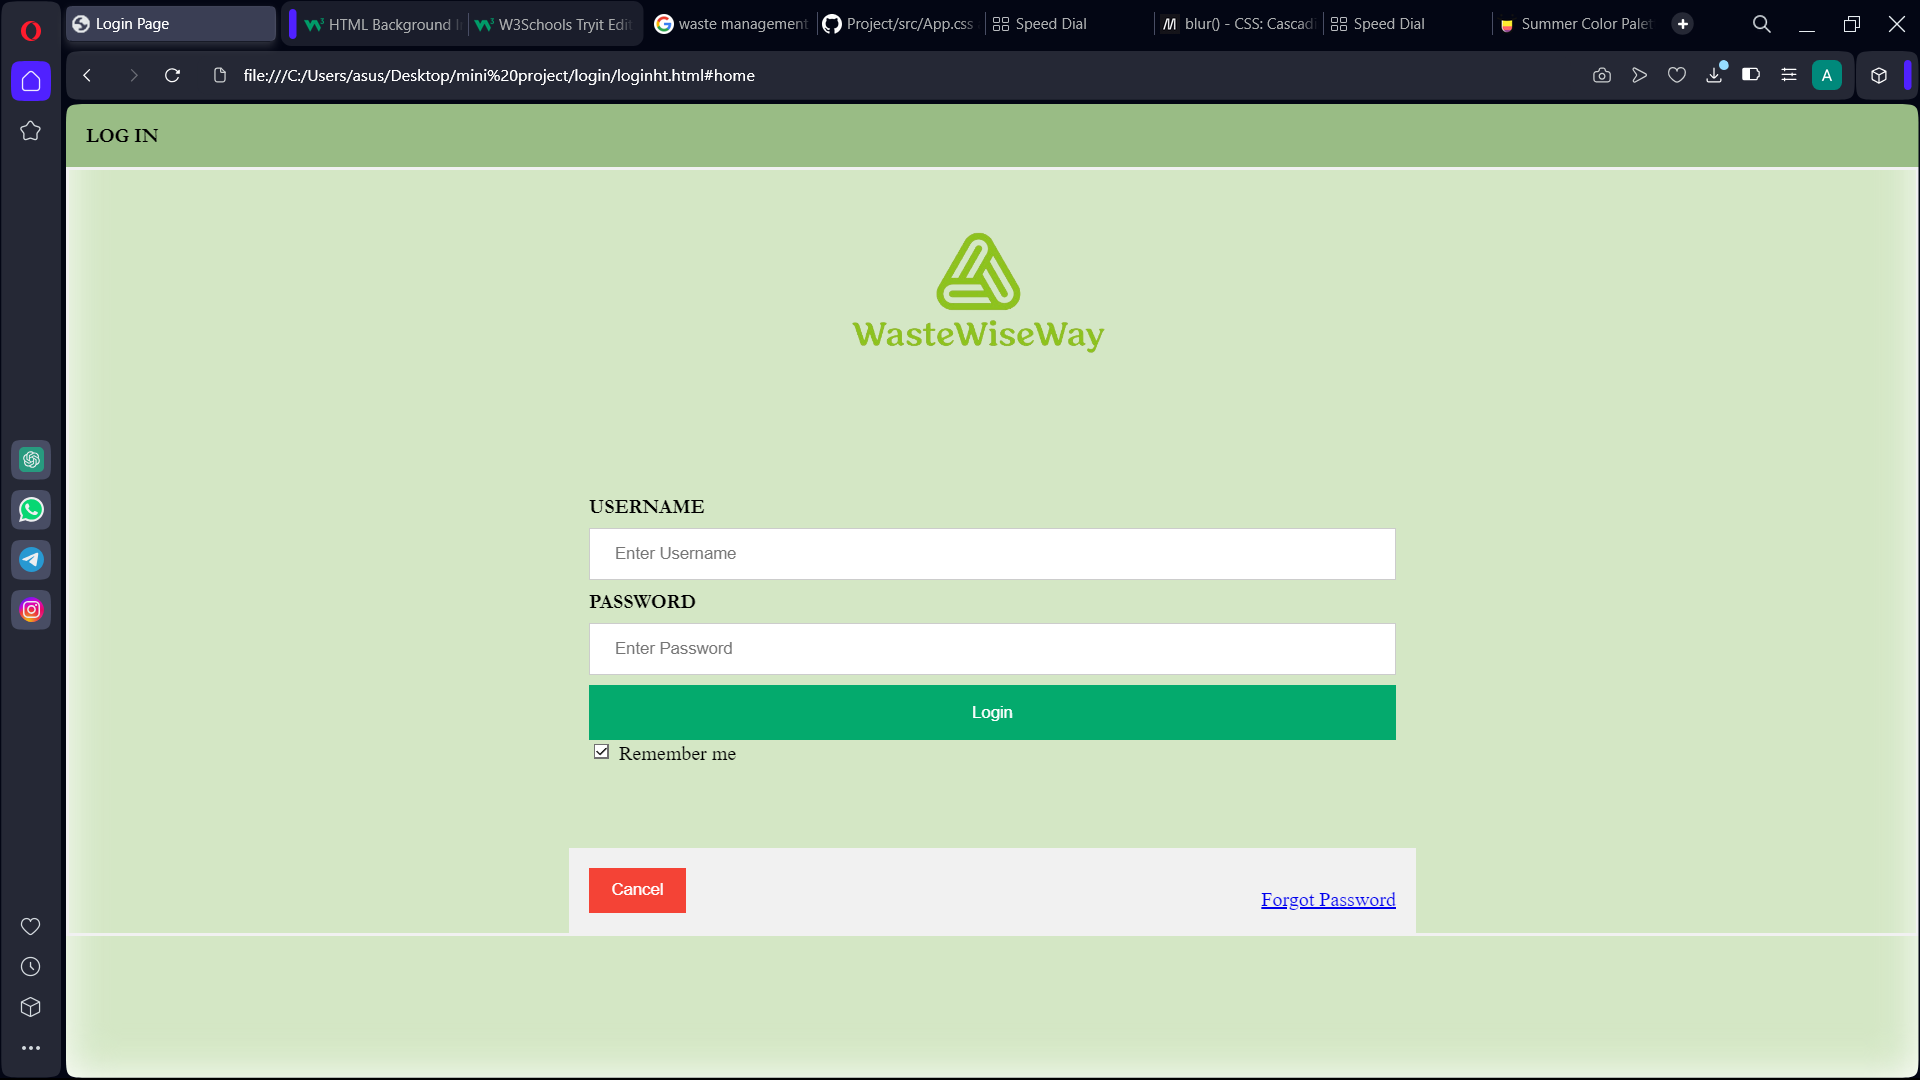 Login Page
HTML Background I
W3Schools Tryit Edit
waste management
Project/src/App.css
Speed Dial
blur() - CSS: Cascadi
Speed Dial
Summer Color Palet
file:///C:/Users/asus/Desktop/mini%20project/login/loginht.html#home
A
LOG IN
WasteWiseWay
USERNAME
Enter Username
PASSWORD
Enter Password
Login
Remember me
Cancel
Forgot Password